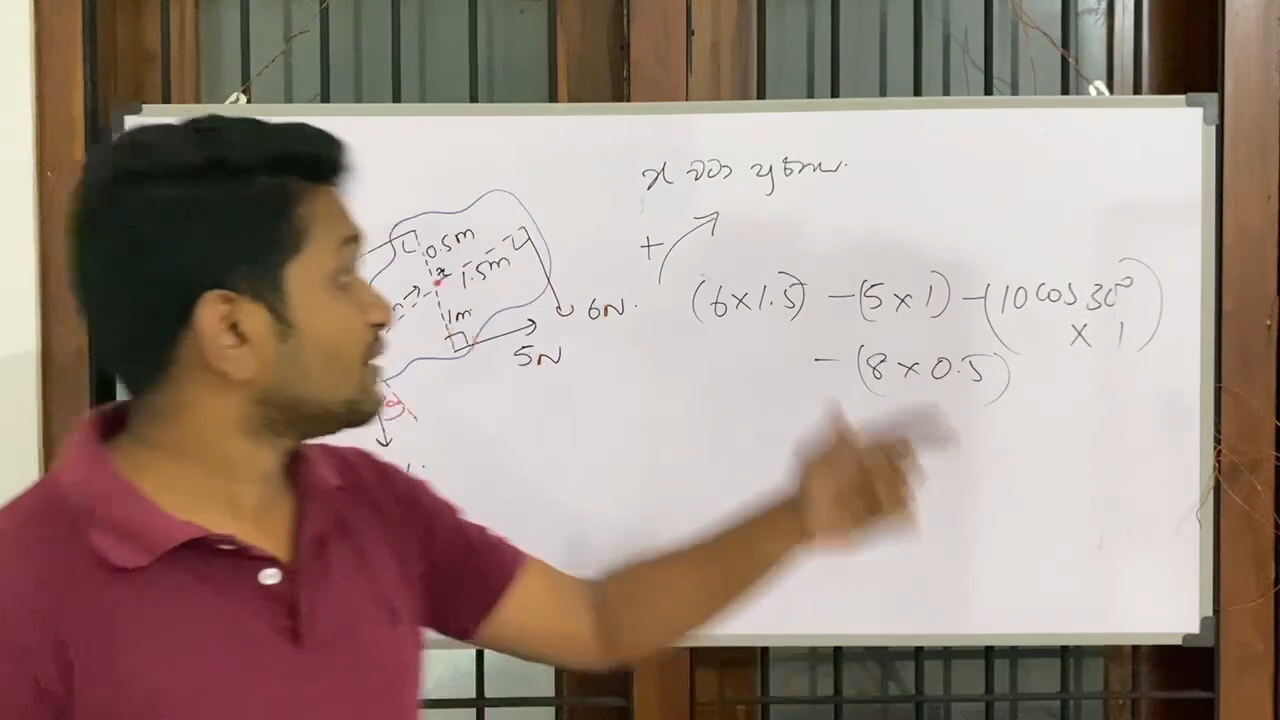 x වටා ඝූර්ණය.
+
(6 x 1.5) - (5 x 1) - (10 cos 30°
x 1)
- (8 x 0.5)
0.5m
x
1.5m
1m
6N.
5N